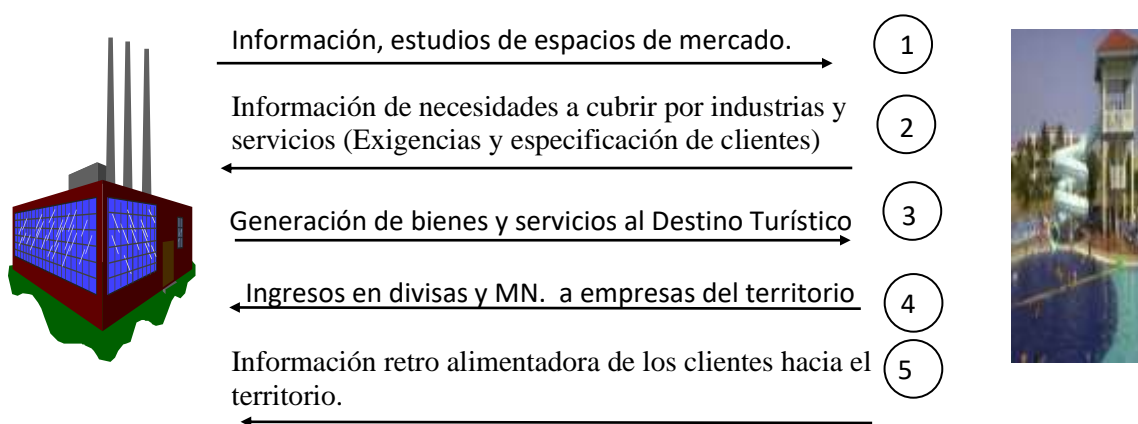 Información, estudios de espacios de mercado.
1
Información de necesidades a cubrir por industrias y
servicios (Exigencias y especificación de clientes)
2
Generación de bienes y servicios al Destino Turístico
3
Ingresos en divisas y MN. a empresas del territorio
4
Información retro alimentadora de los clientes hacia el
territorio.
5